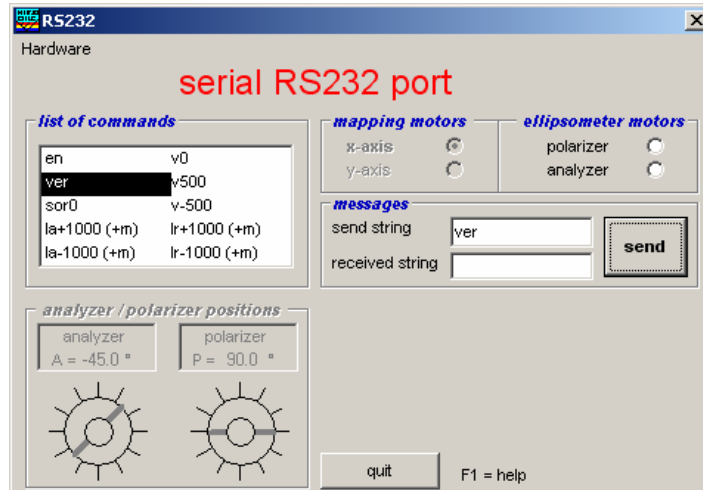 RS232
Hardware
serial RS232 port
list of commands
en v0
ver v500
sor0 v-500
la+1000 (+m) lr+1000 (+m)
la-1000 (+m) lr-1000 (+m)
mapping motors
x-axis
y-axis
ellipsometer motors
polarizer
analyzer
messages
send string ver
received string
send
analyzer / polarizer positions
analyzer
A = -45.0 °
polarizer
P = 90.0 °
quit
F1 = help